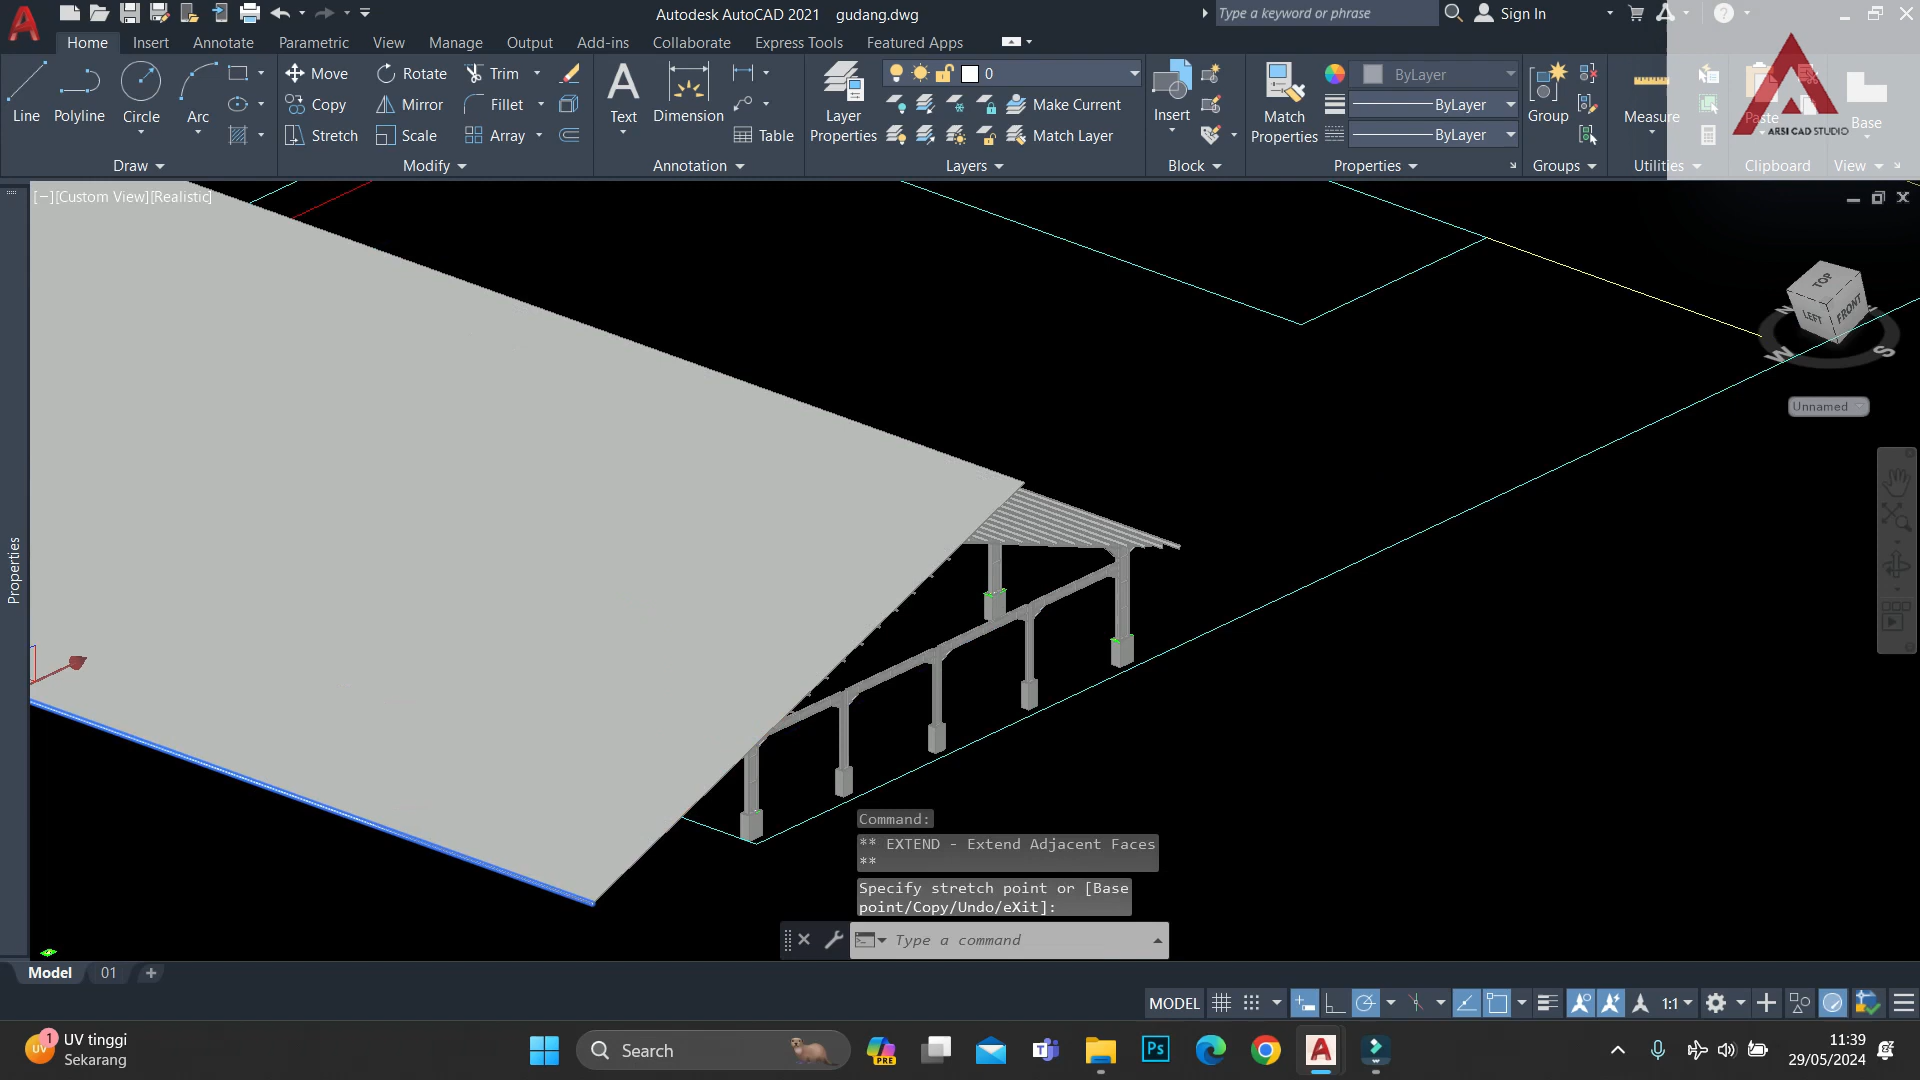 Autodesk AutoCAD 2021 gudang.dwg
Type a keyword or phrase
Sign In
Home Insert Annotate Parametric View Manage Output Add-ins Collaborate Express Tools Featured Apps
Line Polyline Circle Arc
Draw
Move Rotate Trim
Copy Mirror Fillet
Stretch Scale Array
Modify
Text Dimension Table
Annotation
Layer Properties
0
Make Current
Match Layer
Layers
Insert
Block
Match Properties
ByLayer
ByLayer
ByLayer
Properties
Group
Groups
Measure
Utilities
Paste
Clipboard
Base
View
ARSI CAD STUDIO
[−][Custom View][Realistic]
TOP
LEFT FRONT
N
W S
Unnamed
Properties
Command:
** EXTEND - Extend Adjacent Faces
**
Specify stretch point or [Base
point/Copy/Undo/eXit]:
Type a command
Model 01
MODEL 1:1
UV 1
UV tinggi
Sekarang
Search
PRE
Ps
11:39
29/05/2024